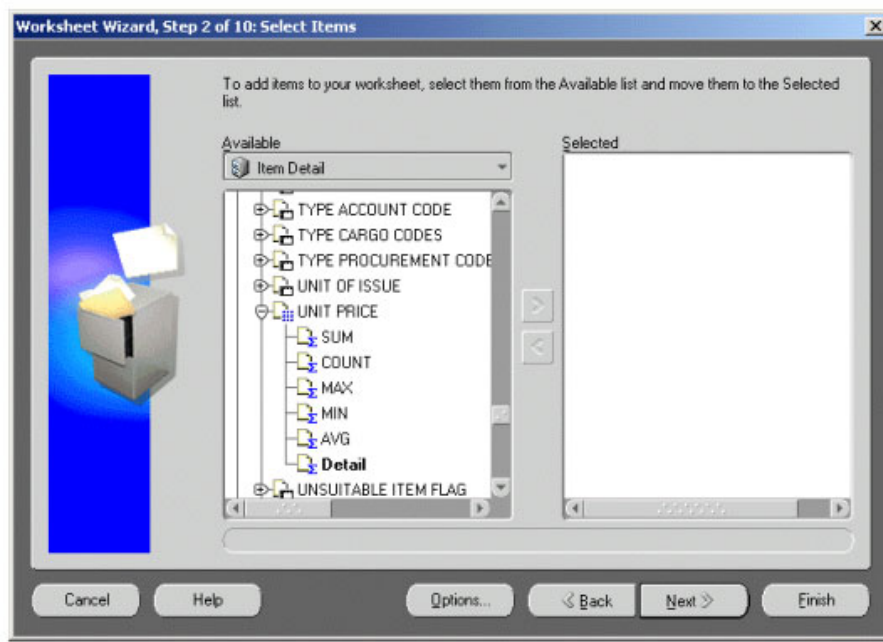 Worksheet Wizard, Step 2 of 10: Select Items
To add items to your worksheet, select them from the Available list and move them to the Selected
list.
Available
Selected
Item Detail
TYPE ACCOUNT CODE
TYPE CARGO CODES
TYPE PROCUREMENT CODE
UNIT OF ISSUE
UNIT PRICE
SUM
COUNT
MAX
MIN
AVG
Detail
UNSUITABLE ITEM FLAG
Cancel
Help
Options...
Back
Next
Finish